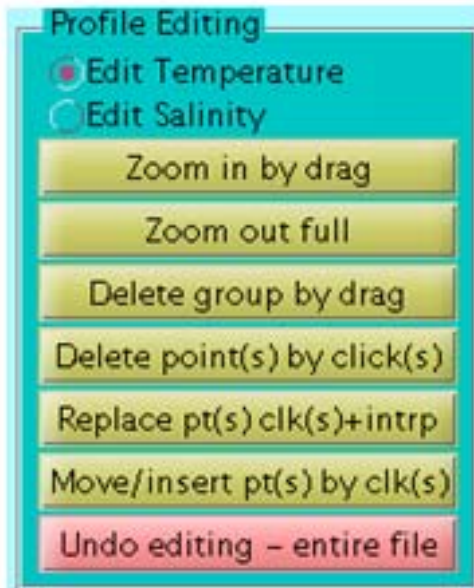 Profile Editing
Edit Temperature
Edit Salinity
Zoom in by drag
Zoom out full
Delete group by drag
Delete point(s) by click(s)
Replace pt(s) clk(s)+intrp
Move/insert pt(s) by clk(s)
Undo editing – entire file